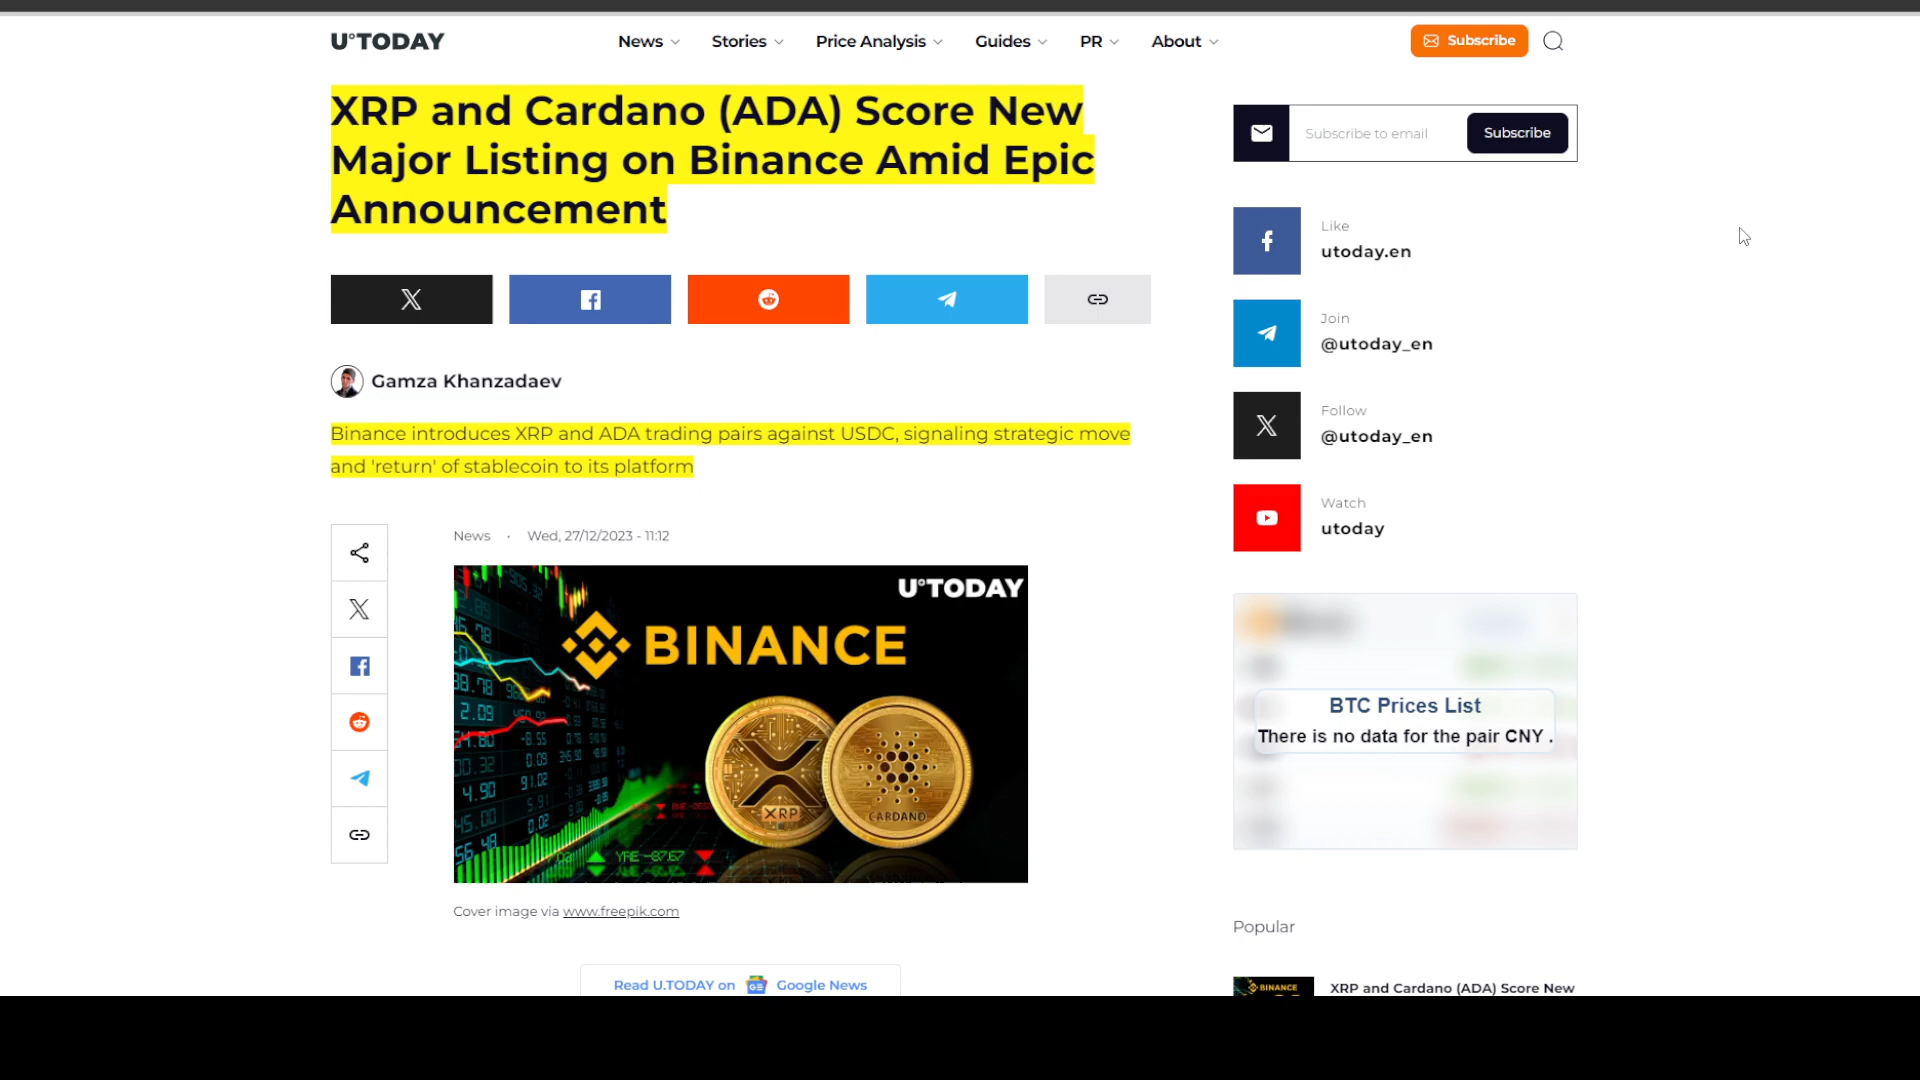 U°TODAY
News
Stories
Price Analysis
Guides
PR
About
Subscribe
XRP and Cardano (ADA) Score New
Major Listing on Binance Amid Epic
Announcement
Gamza Khanzadaev
Binance introduces XRP and ADA trading pairs against USDC, signaling strategic move
and 'return' of stablecoin to its platform
News · Wed, 27/12/2023 - 11:12
U°TODAY
BINANCE
XRP
CARDANO
Cover image via www.freepik.com
Read U.TODAY on Google News
Subscribe to email
Subscribe
Like
utoday.en
Join
@utoday_en
Follow
@utoday_en
Watch
utoday
BTC Prices List
There is no data for the pair CNY .
Popular
BINANCE
XRP and Cardano (ADA) Score New